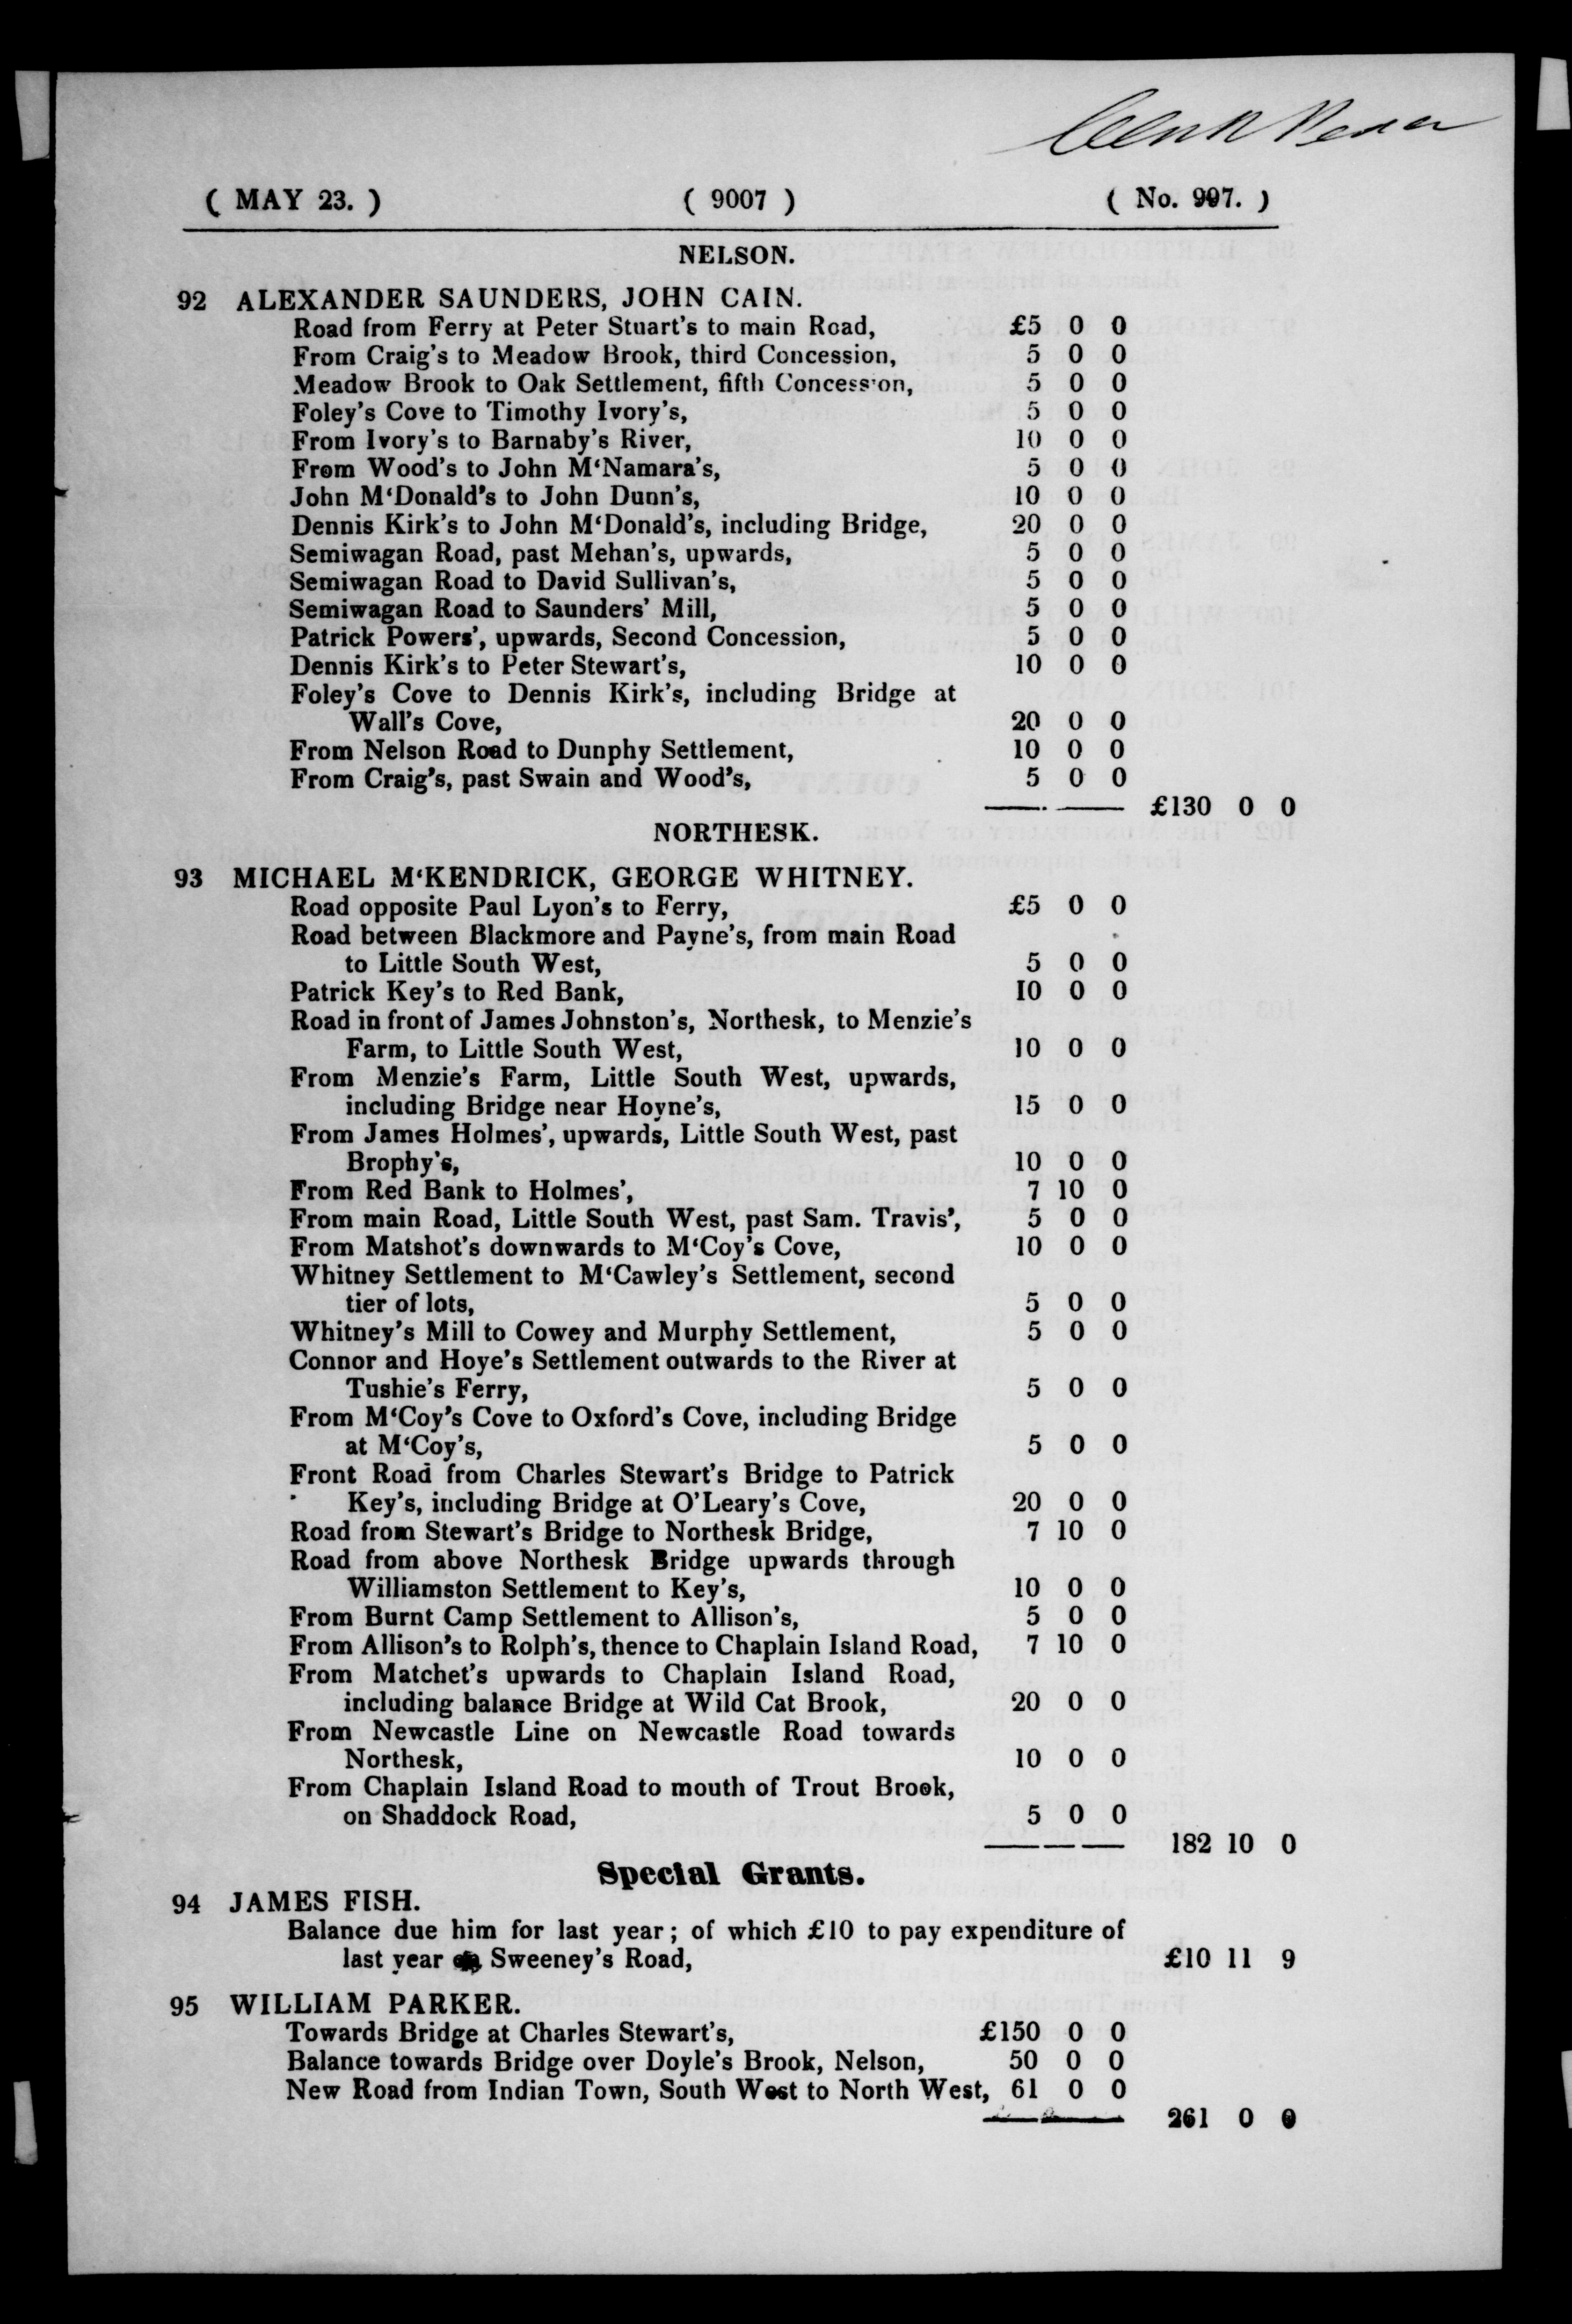 ( MAY 23. ) ( 9007 ) ( No. 997. )
NELSON.
92 ALEXANDER SAUNDERS, JOHN CAIN.
Road from Ferry at Peter Stuart's to main Road, £5 0 0
From Craig's to Meadow Brook, third Concession, 5 0 0
Meadow Brook to Oak Settlement, fifth Concession, 5 0 0
Foley's Cove to Timothy Ivory's, 5 0 0
From Ivory's to Barnaby's River, 10 0 0
From Wood's to John M‘Namara's, 5 0 0
John M‘Donald's to John Dunn's, 10 0 0
Dennis Kirk's to John M‘Donald's, including Bridge, 20 0 0
Semiwagan Road, past Mehan's, upwards, 5 0 0
Semiwagan Road to David Sullivan's, 5 0 0
Semiwagan Road to Saunders' Mill, 5 0 0
Patrick Powers', upwards, Second Concession, 5 0 0
Dennis Kirk's to Peter Stewart's, 10 0 0
Foley's Cove to Dennis Kirk's, including Bridge at
Wall's Cove, 20 0 0
From Nelson Road to Dunphy Settlement, 10 0 0
From Craig's, past Swain and Wood's, 5 0 0
£130 0 0
NORTHESK.
93 MICHAEL M‘KENDRICK, GEORGE WHITNEY.
Road opposite Paul Lyon's to Ferry, £5 0 0
Road between Blackmore and Payne's, from main Road
to Little South West, 5 0 0
Patrick Key's to Red Bank, 10 0 0
Road in front of James Johnston's, Northesk, to Menzie's
Farm, to Little South West, 10 0 0
From Menzie's Farm, Little South West, upwards,
including Bridge near Hoyne's, 15 0 0
From James Holmes', upwards, Little South West, past
Brophy's, 10 0 0
From Red Bank to Holmes', 7 10 0
From main Road, Little South West, past Sam. Travis', 5 0 0
From Matshot's downwards to M‘Coy's Cove, 10 0 0
Whitney Settlement to M‘Cawley's Settlement, second
tier of lots, 5 0 0
Whitney's Mill to Cowey and Murphy Settlement, 5 0 0
Connor and Hoye's Settlement outwards to the River at
Tushie's Ferry, 5 0 0
From M‘Coy's Cove to Oxford's Cove, including Bridge
at M‘Coy's, 5 0 0
Front Road from Charles Stewart's Bridge to Patrick
Key's, including Bridge at O'Leary's Cove, 20 0 0
Road from Stewart's Bridge to Northesk Bridge, 7 10 0
Road from above Northesk Bridge upwards through
Williamston Settlement to Key's, 10 0 0
From Burnt Camp Settlement to Allison's, 5 0 0
From Allison's to Rolph's, thence to Chaplain Island Road, 7 10 0
From Matchet's upwards to Chaplain Island Road,
including balance Bridge at Wild Cat Brook, 20 0 0
From Newcastle Line on Newcastle Road towards
Northesk, 10 0 0
From Chaplain Island Road to mouth of Trout Brook,
on Shaddock Road, 5 0 0
182 10 0
Special Grants.
94 JAMES FISH.
Balance due him for last year; of which £10 to pay expenditure of
last year on Sweeney's Road, £10 11 9
95 WILLIAM PARKER.
Towards Bridge at Charles Stewart's, £150 0 0
Balance towards Bridge over Doyle's Brook, Nelson, 50 0 0
New Road from Indian Town, South West to North West, 61 0 0
261 0 0